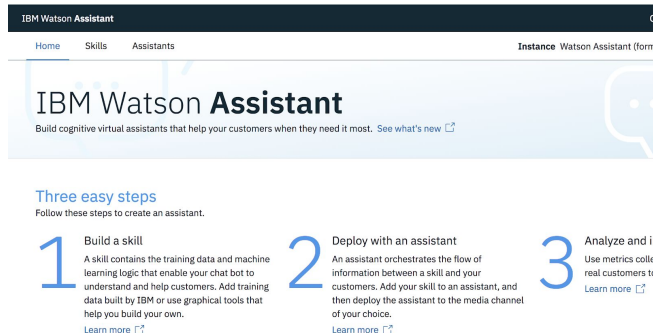 IBM Watson Assistant
Home Skills Assistants Instance Watson Assistant (form
IBM Watson Assistant
Build cognitive virtual assistants that help your customers when they need it most. See what's new
Three easy steps
Follow these steps to create an assistant.
1
Build a skill
A skill contains the training data and machine
learning logic that enable your chat bot to
understand and help customers. Add training
data built by IBM or use graphical tools that
help you build your own.
Learn more
2
Deploy with an assistant
An assistant orchestrates the flow of
information between a skill and your
customers. Add your skill to an assistant, and
then deploy the assistant to the media channel
of your choice.
Learn more
3
Analyze and i
Use metrics colle
real customers to
Learn more